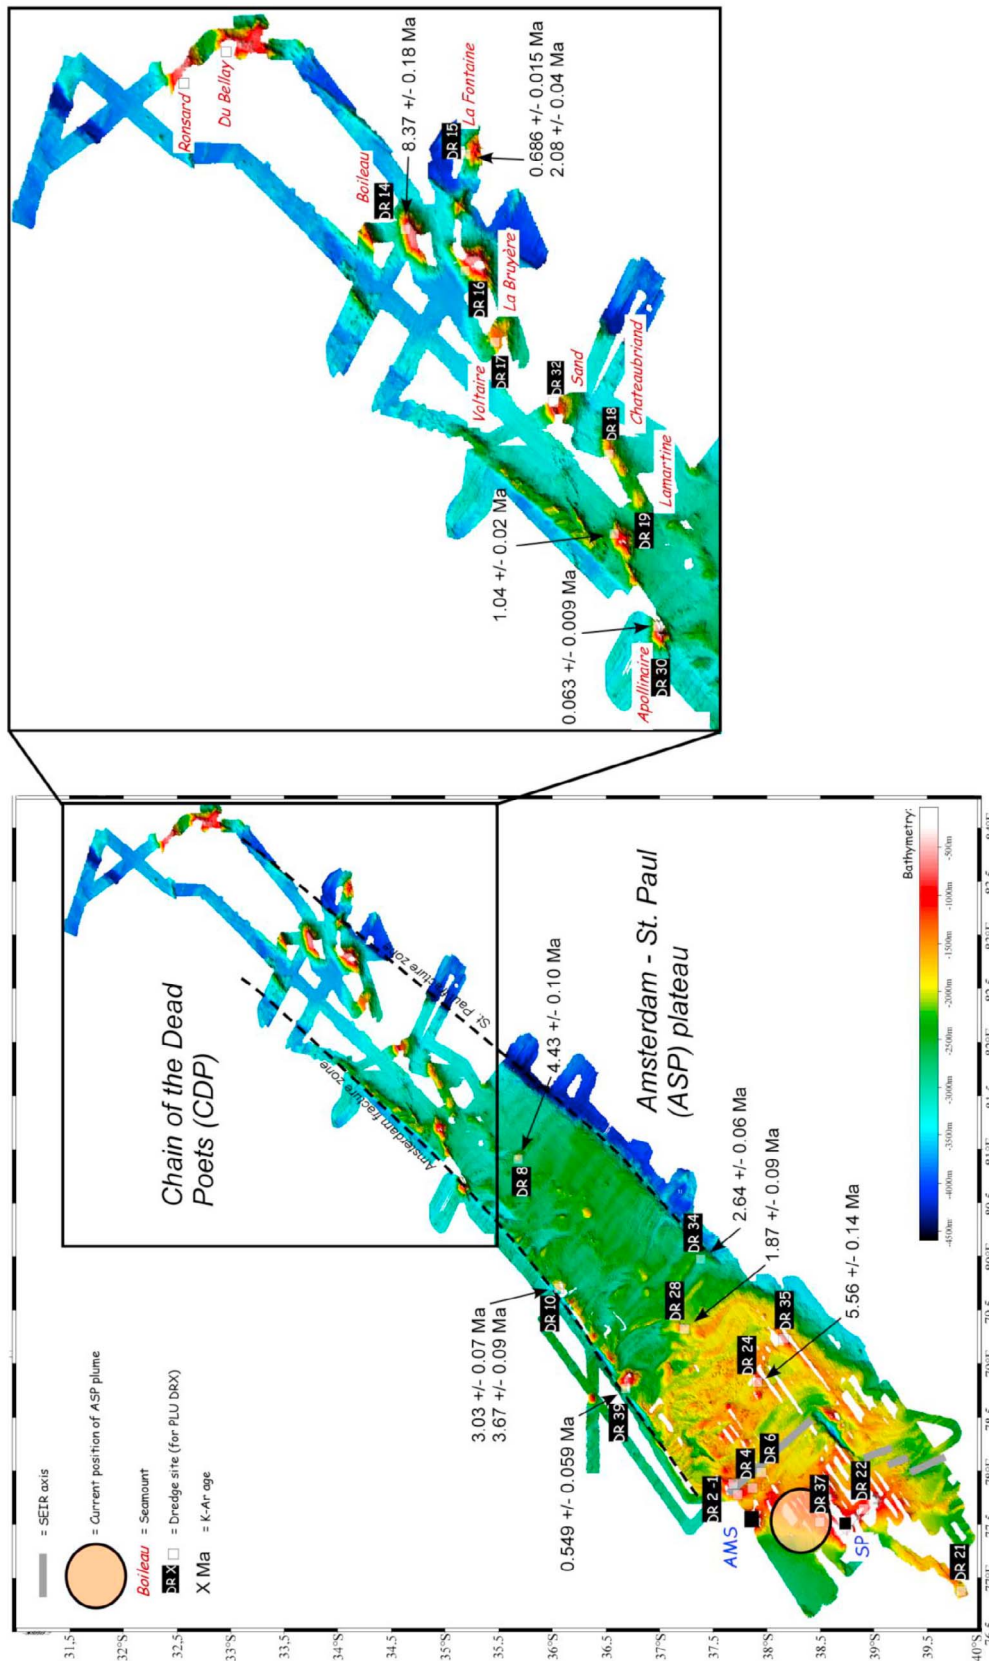 = SEIR axis
= Current position of ASP plume
Boileau
= Seamount
DR X
= Dredge site (for PLU DRX)
X Ma
= K-Ar age
Chain of the Dead
Poets (CDP)
Amsterdam fracture zone
St. Paul fracture zone
Amsterdam - St. Paul
(ASP) plateau
3.03 +/- 0.07 Ma
3.67 +/- 0.09 Ma
0.549 +/- 0.059 Ma
4.43 +/- 0.10 Ma
2.64 +/- 0.06 Ma
1.87 +/- 0.09 Ma
5.56 +/- 0.14 Ma
DR 8
DR 10
DR 39
DR 34
DR 28
DR 35
DR 24
DR 2 -1
DR 4
DR 6
DR 37
DR 22
DR 21
AMS
SP
Bathymetry:
-4500m
-4000m
-3500m
-3000m
-2500m
-2000m
-1500m
-1000m
-500m
31.5
32°S
32.5
33°S
33.5
34°S
34.5
35°S
35.5
36°S
36.5
37°S
37.5
38°S
38.5
39°S
39.5
40°S
Ronsard
Du Bellay
Boileau
DR 14
8.37 +/- 0.18 Ma
DR 15
La Fontaine
0.686 +/- 0.015 Ma
2.08 +/- 0.04 Ma
DR 16
La Bruyère
DR 17
Voltaire
DR 32
Sand
DR 18
Chateaubriand
Lamartine
DR 19
1.04 +/- 0.02 Ma
0.063 +/- 0.009 Ma
Apollinaire
DR 30